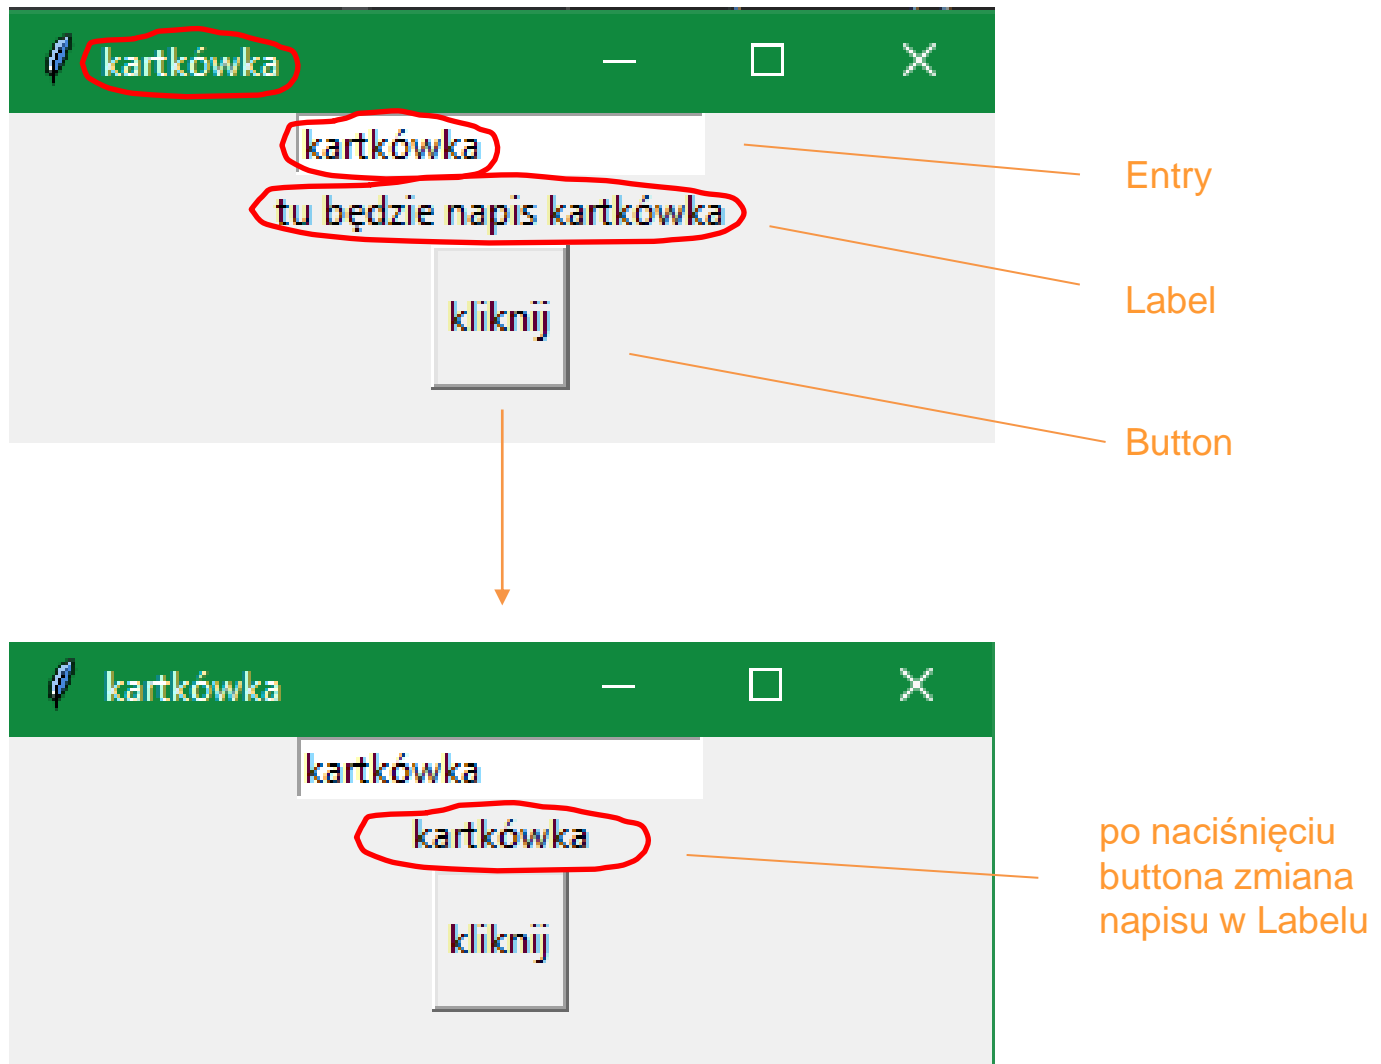 kartkówka
kartkówka
Entry
tu będzie napis kartkówka
Label
kliknij
Button
kartkówka
kartkówka
kartkówka
po naciśnięciu
buttona zmiana
napisu w Labelu
kliknij